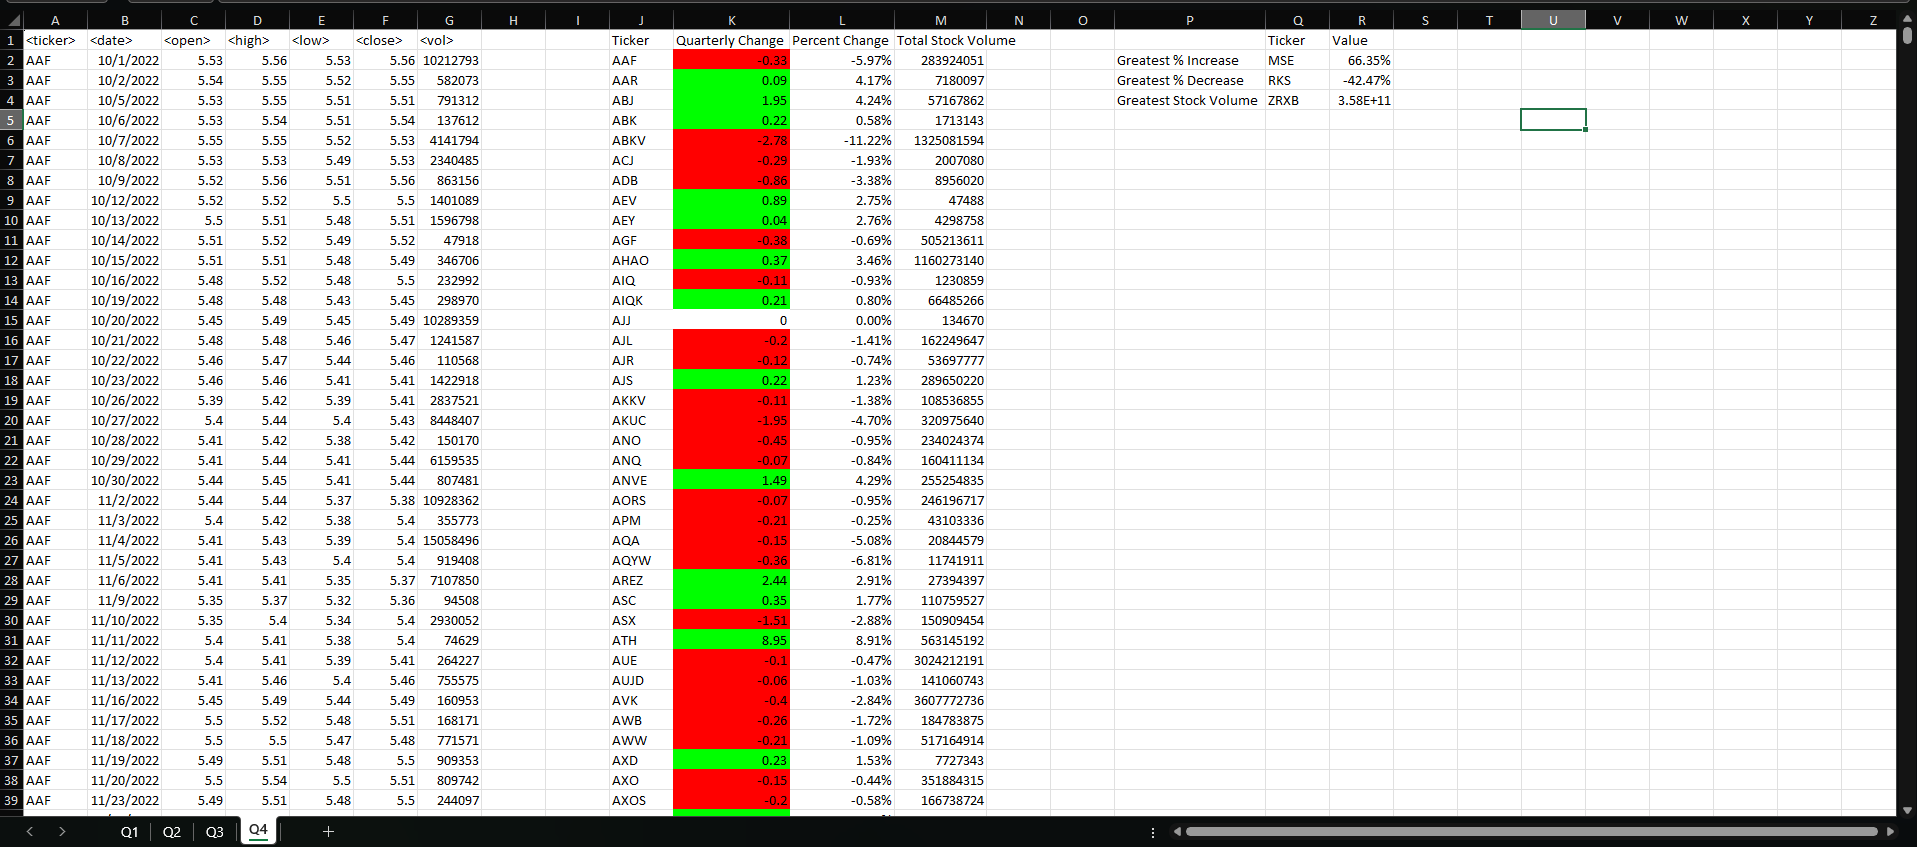 A B C D E F G H I J K L M N O P Q R S T U V W X Y Z
1 <ticker> <date> <open> <high> <low> <close> <vol> Ticker Quarterly Change Percent Change Total Stock Volume Ticker Value
2 AAF 10/1/2022 5.53 5.56 5.53 5.56 10212793 AAF -0.33 -5.97% 283924051 Greatest % Increase MSE 66.35%
3 AAF 10/2/2022 5.54 5.55 5.52 5.55 582073 AAR 0.09 4.17% 7180097 Greatest % Decrease RKS -42.47%
4 AAF 10/5/2022 5.53 5.55 5.51 5.51 791312 ABJ 1.95 4.24% 57167862 Greatest Stock Volume ZRXB 3.58E+11
5 AAF 10/6/2022 5.53 5.54 5.51 5.54 137612 ABK 0.22 0.58% 1713143
6 AAF 10/7/2022 5.55 5.55 5.52 5.53 4141794 ABKV -2.78 -11.22% 1325081594
7 AAF 10/8/2022 5.53 5.53 5.49 5.53 2340485 ACJ -0.29 -1.93% 2007080
8 AAF 10/9/2022 5.52 5.56 5.51 5.56 863156 ADB -0.86 -3.38% 8956020
9 AAF 10/12/2022 5.52 5.52 5.5 5.5 1401089 AEV 0.89 2.75% 47488
10 AAF 10/13/2022 5.5 5.51 5.48 5.51 1596798 AEY 0.04 2.76% 4298758
11 AAF 10/14/2022 5.51 5.52 5.49 5.52 47918 AGF -0.38 -0.69% 505213611
12 AAF 10/15/2022 5.51 5.51 5.48 5.49 346706 AHAO 0.37 3.46% 1160273140
13 AAF 10/16/2022 5.48 5.52 5.48 5.5 232992 AIQ -0.11 -0.93% 1230859
14 AAF 10/19/2022 5.48 5.48 5.43 5.45 298970 AIQK 0.21 0.80% 66485266
15 AAF 10/20/2022 5.45 5.49 5.45 5.49 10289359 AJJ 0 0.00% 134670
16 AAF 10/21/2022 5.48 5.48 5.46 5.47 1241587 AJL -0.2 -1.41% 162249647
17 AAF 10/22/2022 5.46 5.47 5.44 5.46 110568 AJR -0.12 -0.74% 53697777
18 AAF 10/23/2022 5.46 5.46 5.41 5.41 1422918 AJS 0.22 1.23% 289650220
19 AAF 10/26/2022 5.39 5.42 5.39 5.41 2837521 AKKV -0.11 -1.38% 108536855
20 AAF 10/27/2022 5.4 5.44 5.4 5.43 8448407 AKUC -1.95 -4.70% 320975640
21 AAF 10/28/2022 5.41 5.42 5.38 5.42 150170 ANO -0.45 -0.95% 234024374
22 AAF 10/29/2022 5.41 5.44 5.41 5.44 6159535 ANQ -0.07 -0.84% 160411134
23 AAF 10/30/2022 5.44 5.45 5.41 5.44 807481 ANVE 1.49 4.29% 255254835
24 AAF 11/2/2022 5.44 5.44 5.37 5.38 10928362 AORS -0.07 -0.95% 246196717
25 AAF 11/3/2022 5.4 5.42 5.38 5.4 355773 APM -0.21 -0.25% 43103336
26 AAF 11/4/2022 5.41 5.43 5.39 5.4 15058496 AQA -0.15 -5.08% 20844579
27 AAF 11/5/2022 5.41 5.43 5.4 5.4 919408 AQYW -0.36 -6.81% 11741911
28 AAF 11/6/2022 5.41 5.41 5.35 5.37 7107850 AREZ 2.44 2.91% 27394397
29 AAF 11/9/2022 5.35 5.37 5.32 5.36 94508 ASC 0.35 1.77% 110759527
30 AAF 11/10/2022 5.35 5.4 5.34 5.4 2930052 ASX -1.51 -2.88% 150909454
31 AAF 11/11/2022 5.4 5.41 5.38 5.4 74629 ATH 8.95 8.91% 563145192
32 AAF 11/12/2022 5.4 5.41 5.39 5.41 264227 AUE -0.1 -0.47% 3024212191
33 AAF 11/13/2022 5.41 5.46 5.4 5.46 755575 AUJD -0.06 -1.03% 141060743
34 AAF 11/16/2022 5.45 5.49 5.44 5.49 160953 AVK -0.4 -2.84% 3607772736
35 AAF 11/17/2022 5.5 5.52 5.48 5.51 168171 AWB -0.26 -1.72% 184783875
36 AAF 11/18/2022 5.5 5.5 5.47 5.48 771571 AWW -0.21 -1.09% 517164914
37 AAF 11/19/2022 5.49 5.51 5.48 5.5 909353 AXD 0.23 1.53% 7727343
38 AAF 11/20/2022 5.5 5.54 5.5 5.51 809742 AXO -0.15 -0.44% 351884315
39 AAF 11/23/2022 5.49 5.51 5.48 5.5 244097 AXOS -0.2 -0.58% 166738724
Q1 Q2 Q3 Q4